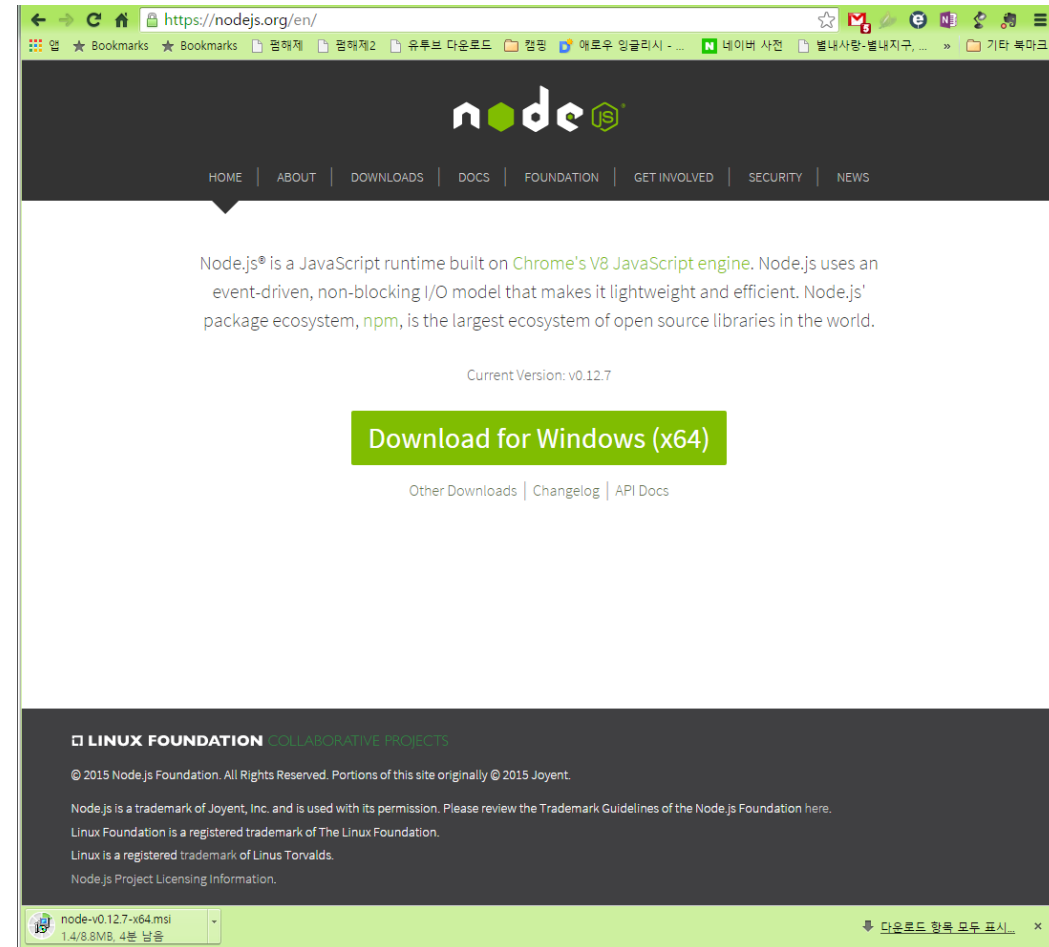 https://nodejs.org/en/
앱 Bookmarks Bookmarks 펌해제 펌해제2 유투브 다운로드 캠핑 애로우 잉글리시 - ... 네이버 사전 별내사랑-별내지구, ... » 기타 북마크
node JS
HOME ABOUT DOWNLOADS DOCS FOUNDATION GET INVOLVED SECURITY NEWS
Node.js® is a JavaScript runtime built on Chrome's V8 JavaScript engine. Node.js uses an
event-driven, non-blocking I/O model that makes it lightweight and efficient. Node.js'
package ecosystem, npm, is the largest ecosystem of open source libraries in the world.
Current Version: v0.12.7
Download for Windows (x64)
Other Downloads | Changelog | API Docs
LINUX FOUNDATION COLLABORATIVE PROJECTS
© 2015 Node.js Foundation. All Rights Reserved. Portions of this site originally © 2015 Joyent.
Node.js is a trademark of Joyent, Inc. and is used with its permission. Please review the Trademark Guidelines of the Node.js Foundation here.
Linux Foundation is a registered trademark of The Linux Foundation.
Linux is a registered trademark of Linus Torvalds.
Node.js Project Licensing Information.
node-v0.12.7-x64.msi
1.4/8.8MB, 4분 남음
다운로드 항목 모두 표시...